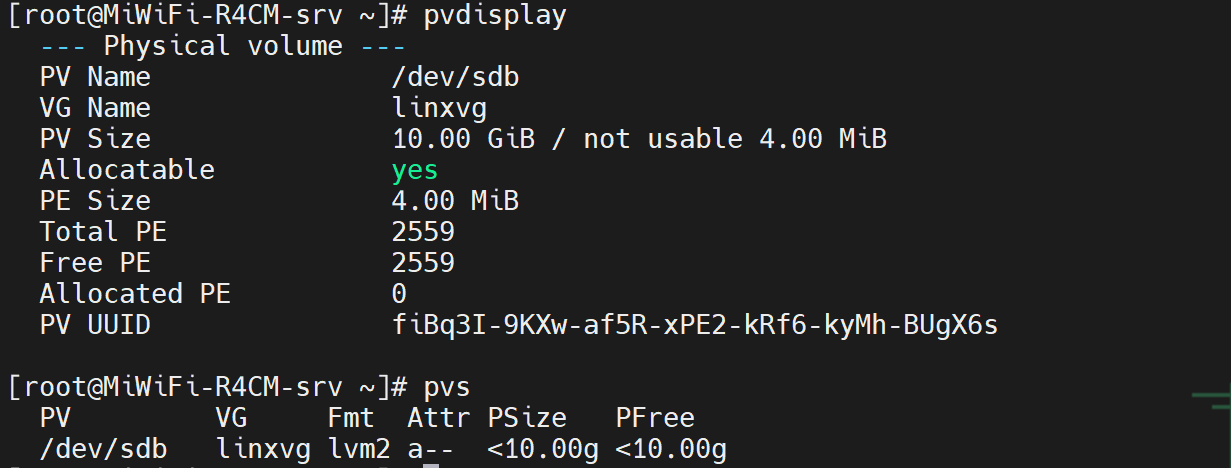 [root@MiWiFi-R4CM-srv ~]# pvdisplay
--- Physical volume ---
PV Name /dev/sdb
VG Name linxvg
PV Size 10.00 GiB / not usable 4.00 MiB
Allocatable yes
PE Size 4.00 MiB
Total PE 2559
Free PE 2559
Allocated PE 0
PV UUID fiBq3I-9KXw-af5R-xPE2-kRf6-kyMh-BUgX6s
[root@MiWiFi-R4CM-srv ~]# pvs
PV VG Fmt Attr PSize PFree
/dev/sdb linxvg lvm2 a-- <10.00g <10.00g